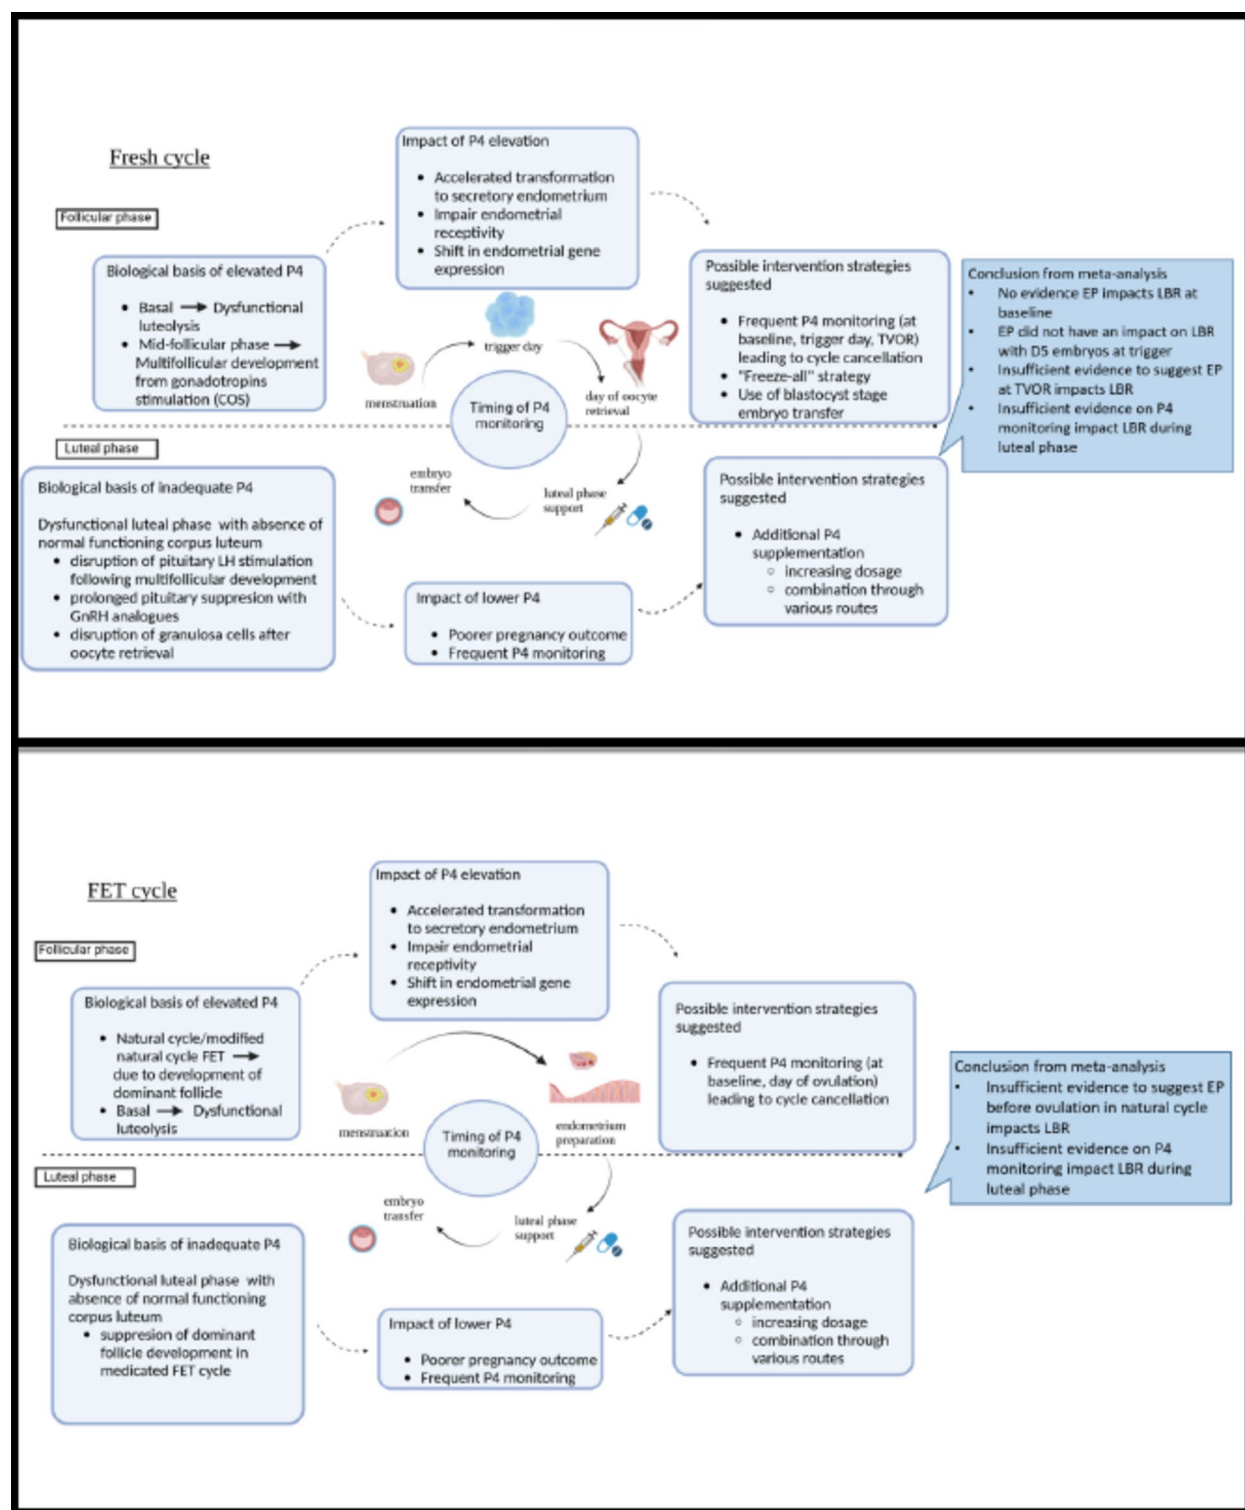 Fresh cycle
Follicular phase
Biological basis of elevated P4
• Basal → Dysfunctional
luteolysis
• Mid-follicular phase →
Multifollicular development
from gonadotropins
stimulation (COS)
Impact of P4 elevation
• Accelerated transformation
to secretory endometrium
• Impair endometrial
receptivity
• Shift in endometrial gene
expression
Possible intervention strategies
suggested
• Frequent P4 monitoring (at
baseline, trigger day, TVOR)
leading to cycle cancellation
• "Freeze-all" strategy
• Use of blastocyst stage
embryo transfer
Conclusion from meta-analysis
• No evidence EP impacts LBR at
baseline
• EP did not have an impact on LBR
with D5 embryos at trigger
• Insufficient evidence to suggest EP
at TVOR impacts LBR
• Insufficient evidence on P4
monitoring impact LBR during
luteal phase
menstruation
trigger day
day of oocyte
retrieval
Timing of P4
monitoring
luteal phase
support
embryo
transfer
Luteal phase
Biological basis of inadequate P4
Dysfunctional luteal phase with absence of
normal functioning corpus luteum
• disruption of pituitary LH stimulation
following multifollicular development
• prolonged pituitary suppresion with
GnRH analogues
• disruption of granulosa cells after
oocyte retrieval
Impact of lower P4
• Poorer pregnancy outcome
• Frequent P4 monitoring
Possible intervention strategies
suggested
• Additional P4
supplementation
○ increasing dosage
○ combination through
various routes
FET cycle
Follicular phase
Biological basis of elevated P4
• Natural cycle/modified
natural cycle FET →
due to development of
dominant follicle
• Basal → Dysfunctional
luteolysis
Impact of P4 elevation
• Accelerated transformation
to secretory endometrium
• Impair endometrial
receptivity
• Shift in endometrial gene
expression
Possible intervention strategies
suggested
• Frequent P4 monitoring (at
baseline, day of ovulation)
leading to cycle cancellation
Conclusion from meta-analysis
• Insufficient evidence to suggest EP
before ovulation in natural cycle
impacts LBR
• Insufficient evidence on P4
monitoring impact LBR during
luteal phase
menstruation
endometrium
preparation
Timing of P4
monitoring
luteal phase
support
embryo
transfer
Luteal phase
Biological basis of inadequate P4
Dysfunctional luteal phase with
absence of normal functioning
corpus luteum
• suppresion of dominant
follicle development in
medicated FET cycle
Impact of lower P4
• Poorer pregnancy outcome
• Frequent P4 monitoring
Possible intervention strategies
suggested
• Additional P4
supplementation
○ increasing dosage
○ combination through
various routes